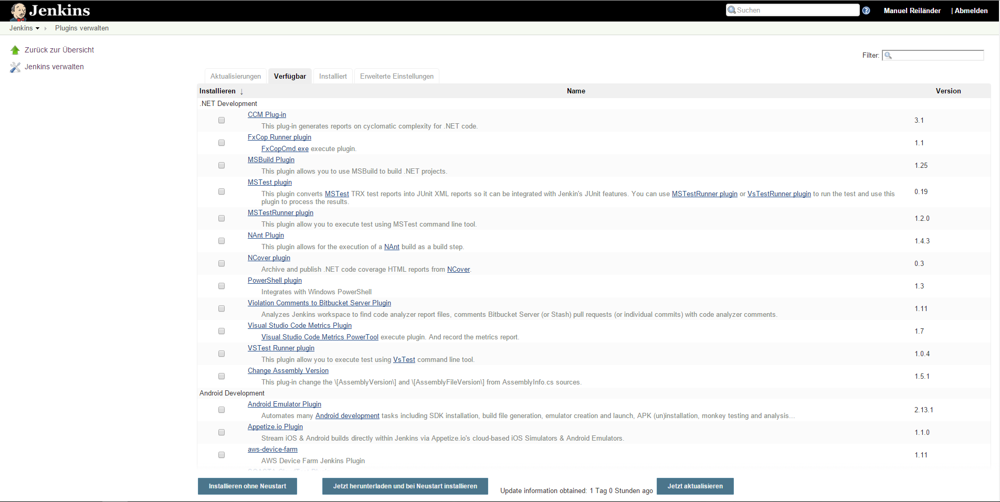 Jenkins
Suchen
Manuel Reiländer
| Abmelden
Jenkins
Plugins verwalten
Zurück zur Übersicht
Jenkins verwalten
Filter:
Aktualisierungen
Verfügbar
Installiert
Erweiterte Einstellungen
Installieren ↓ Name Version
.NET Development
CCM Plug-in
This plug-in generates reports on cyclomatic complexity for .NET code.
3.1
FxCop Runner plugin
FxCopCmd.exe execute plugin.
1.1
MSBuild Plugin
This plugin allows you to use MSBuild to build .NET projects.
1.25
MSTest plugin
This plugin converts MSTest TRX test reports into JUnit XML reports so it can be integrated with Jenkin's JUnit features. You can use MSTestRunner plugin or VsTestRunner plugin to run the test and use this
plugin to process the results.
0.19
MSTestRunner plugin
This plugin allow you to execute test using MSTest command line tool.
1.2.0
NAnt Plugin
This plugin allows for the execution of a NAnt build as a build step.
1.4.3
NCover plugin
Archive and publish .NET code coverage HTML reports from NCover.
0.3
PowerShell plugin
Integrates with Windows PowerShell
1.3
Violation Comments to Bitbucket Server Plugin
Analyzes Jenkins workspace to find code analyzer report files, comments Bitbucket Server (or Stash) pull requests (or individual commits) with code analyzer comments.
1.11
Visual Studio Code Metrics Plugin
Visual Studio Code Metrics PowerTool execute plugin. And record the metrics report.
1.7
VSTest Runner plugin
This plugin allow you to execute test using VsTest command line tool.
1.0.4
Change Assembly Version
This plug-in change the \[AssemblyVersion\] and \[AssemblyFileVersion\] from AssemblyInfo.cs sources.
1.5.1
Android Development
Android Emulator Plugin
Automates many Android development tasks including SDK installation, build file generation, emulator creation and launch, APK (un)installation, monkey testing and analysis...
2.13.1
Appetize.io Plugin
Stream iOS & Android builds directly within Jenkins via Appetize.io's cloud-based iOS Simulators & Android Emulators.
1.1.0
aws-device-farm
AWS Device Farm Jenkins Plugin
1.11
Installieren ohne Neustart
Jetzt herunterladen und bei Neustart installieren
Update information obtained: 1 Tag 0 Stunden ago
Jetzt aktualisieren